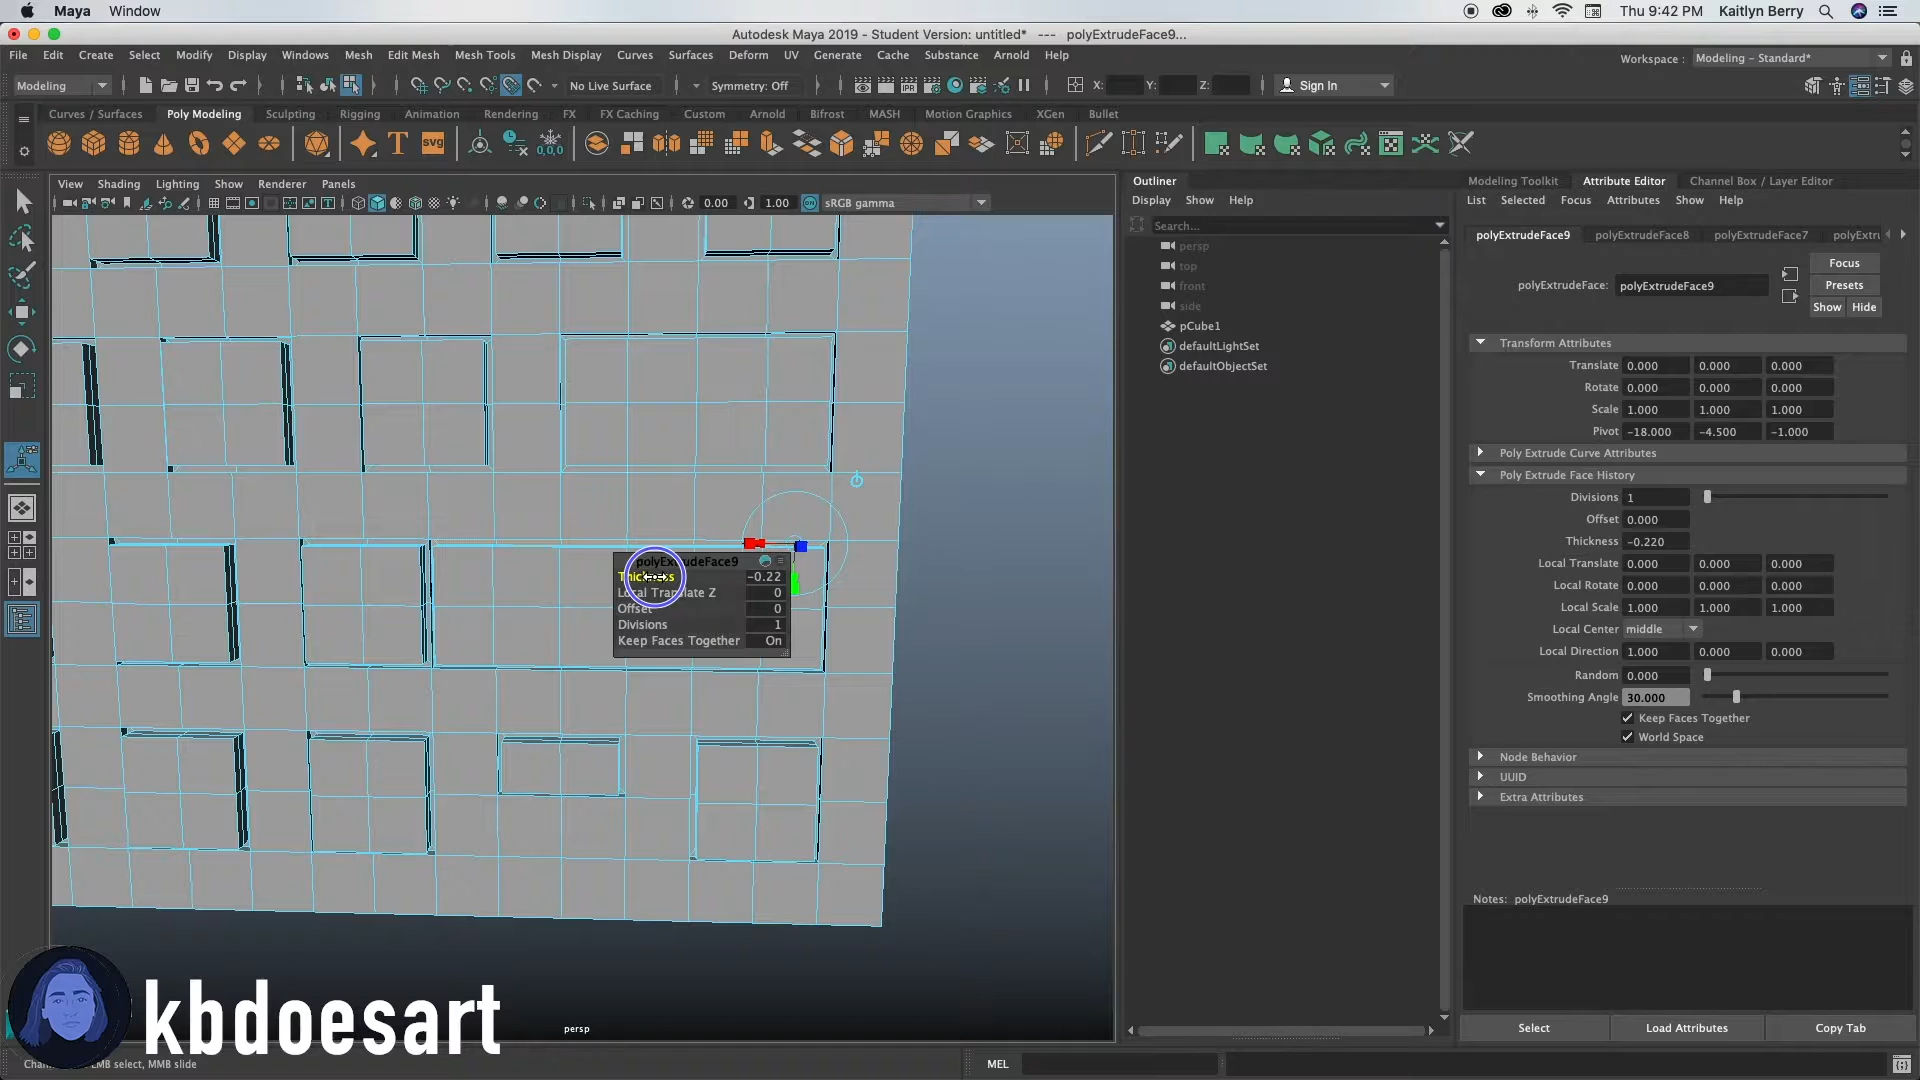 Maya Window Thu 9:42 PM Kaitlyn Berry
Autodesk Maya 2019 - Student Version: untitled* --- polyExtrudeFace9...
File Edit Create Select Modify Display Windows Mesh Edit Mesh Mesh Tools Mesh Display Curves Surfaces Deform UV Generate Cache Substance Arnold Help
Workspace : Modeling - Standard*
Modeling No Live Surface Symmetry: Off X: Y: Z: Sign In
Curves / Surfaces Poly Modeling Sculpting Rigging Animation Rendering FX FX Caching Custom Arnold Bifrost MASH Motion Graphics XGen Bullet
T SVG 0,0,0
View Shading Lighting Show Renderer Panels
0.00 1.00 ON sRGB gamma
Outliner
Display Show Help
Search...
persp
top
front
side
pCube1
defaultLightSet
defaultObjectSet
Modeling Toolkit Attribute Editor Channel Box / Layer Editor
List Selected Focus Attributes Show Help
polyExtrudeFace9 polyExtrudeFace8 polyExtrudeFace7 polyExtru
polyExtrudeFace: polyExtrudeFace9
Focus
Presets
Show Hide
Transform Attributes
Translate 0.000 0.000 0.000
Rotate 0.000 0.000 0.000
Scale 1.000 1.000 1.000
Pivot -18.000 -4.500 -1.000
Poly Extrude Curve Attributes
Poly Extrude Face History
Divisions 1
Offset 0.000
Thickness -0.220
Local Translate 0.000 0.000 0.000
Local Rotate 0.000 0.000 0.000
Local Scale 1.000 1.000 1.000
Local Center middle
Local Direction 1.000 0.000 0.000
Random 0.000
Smoothing Angle 30.000
Keep Faces Together
World Space
Node Behavior
UUID
Extra Attributes
Notes: polyExtrudeFace9
Select Load Attributes Copy Tab
polyExtrudeFace9
Thickness -0.22
Local Translate Z 0
Offset 0
Divisions 1
Keep Faces Together On
persp
kbdoesart
MMB select, MMB slide
MEL